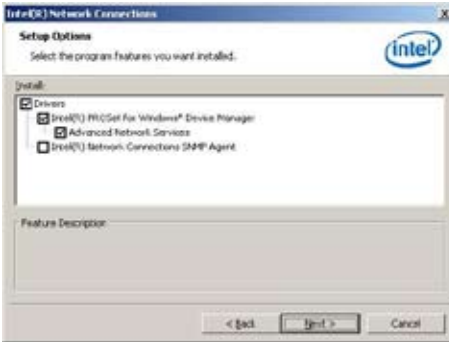 Intel(R) Network Connections
Setup Options
Select the program features you want installed.
intel
Install:
Drivers
Intel(R) PROSet for Windows* Device Manager
Advanced Network Services
Intel(R) Network Connections SNMP Agent
Feature Description
< Back
Next >
Cancel